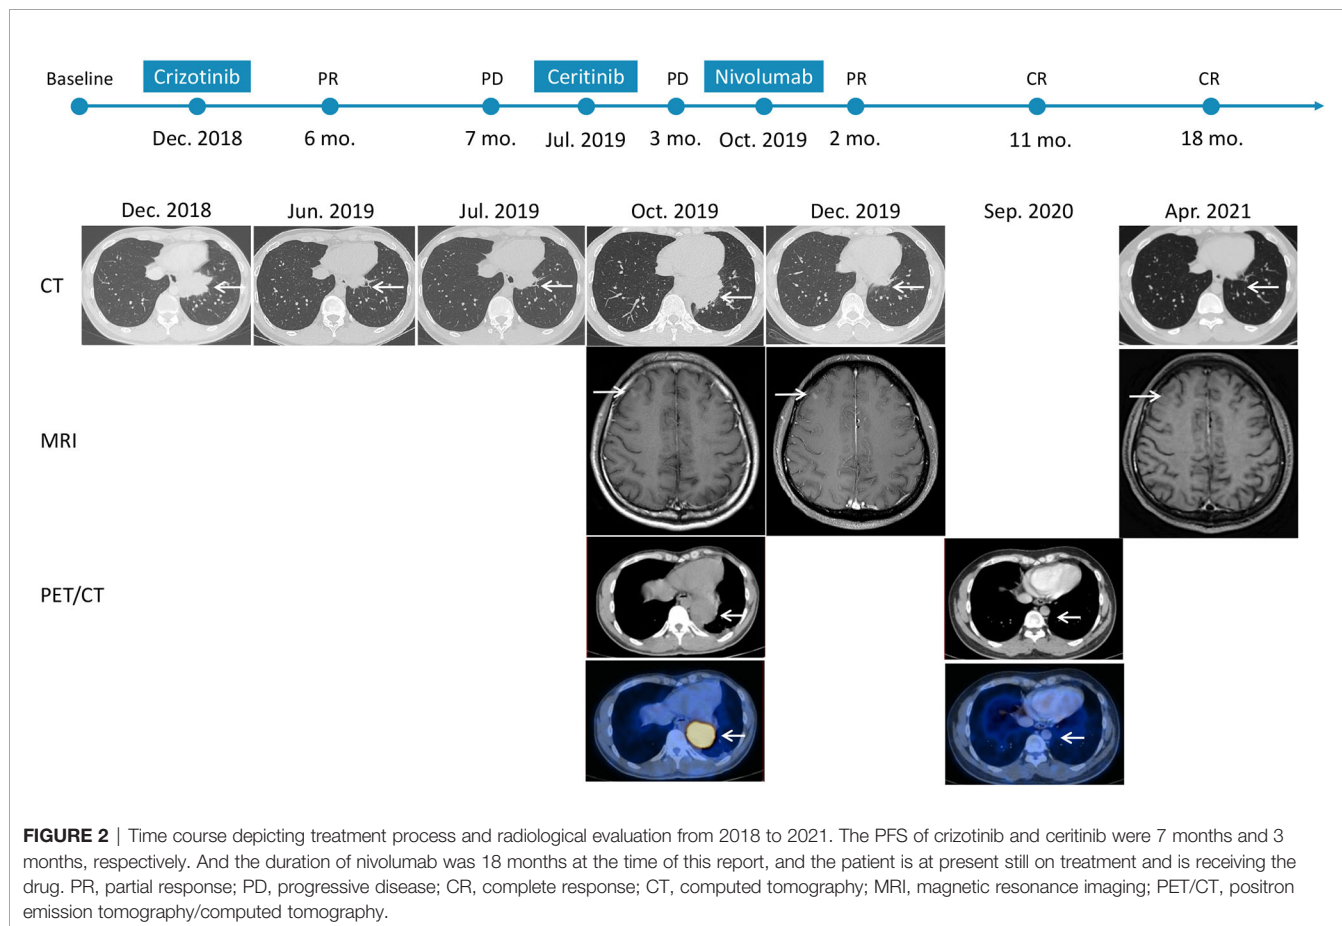 Baseline Crizotinib PR PD Ceritinib PD Nivolumab PR CR CR
Dec. 2018 6 mo. 7 mo. Jul. 2019 3 mo. Oct. 2019 2 mo. 11 mo. 18 mo.
Dec. 2018 Jun. 2019 Jul. 2019 Oct. 2019 Dec. 2019 Sep. 2020 Apr. 2021
CT
MRI
PET/CT
FIGURE 2 | Time course depicting treatment process and radiological evaluation from 2018 to 2021. The PFS of crizotinib and ceritinib were 7 months and 3
months, respectively. And the duration of nivolumab was 18 months at the time of this report, and the patient is at present still on treatment and is receiving the
drug. PR, partial response; PD, progressive disease; CR, complete response; CT, computed tomography; MRI, magnetic resonance imaging; PET/CT, positron
emission tomography/computed tomography.